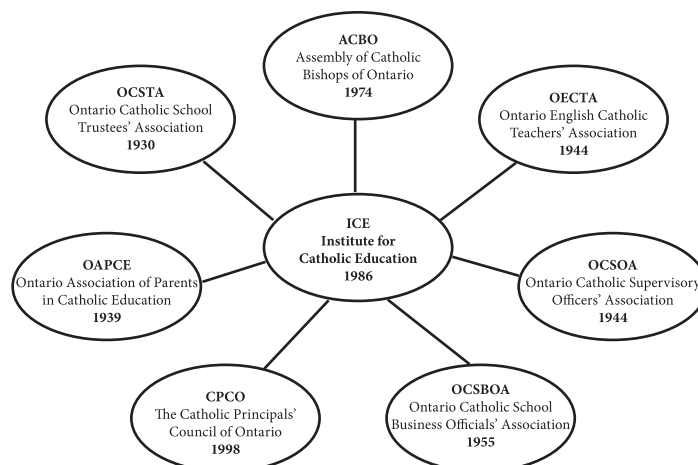 ACBO
Assembly of Catholic
Bishops of Ontario
1974
OCSTA
Ontario Catholic School
Trustees' Association
1930
OECTA
Ontario English Catholic
Teachers' Association
1944
ICE
Institute for
Catholic Education
1986
OAPCE
Ontario Association of Parents
in Catholic Education
1939
OCSOA
Ontario Catholic Supervisory
Officers' Association
1944
CPCO
The Catholic Principals'
Council of Ontario
1998
OCSBOA
Ontario Catholic School
Business Officials' Association
1955